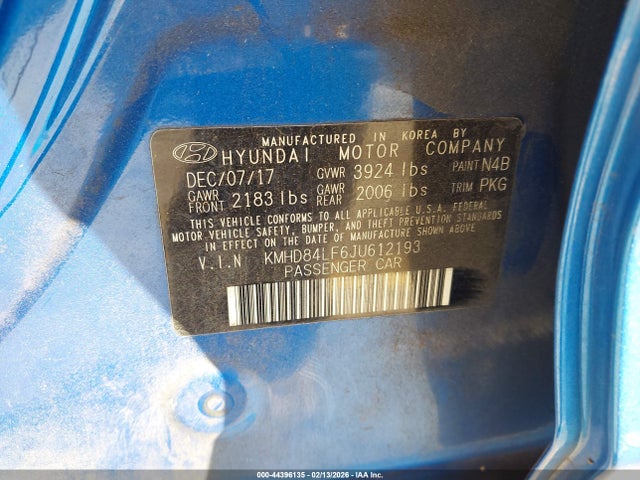 MANUFACTURED IN KOREA BY
HYUNDAI MOTOR COMPANY
DEC/07/17 GVWR 3924 lbs PAINT N4B
GAWR FRONT 2183 lbs GAWR REAR 2006 lbs TRIM PKG
THIS VEHICLE CONFORMS TO ALL APPLICABLE U.S.A. FEDERAL
MOTOR VEHICLE SAFETY, BUMPER, AND THEFT PREVENTION STANDARDS
IN EFFECT ON THE DATE OF MANUFACTURE SHOWN ABOVE.
V.I.N KMHD84LF6JU612193
PASSENGER CAR
000-44396135 - 02/13/2026 - Copyright © 2026 IAA, Inc.